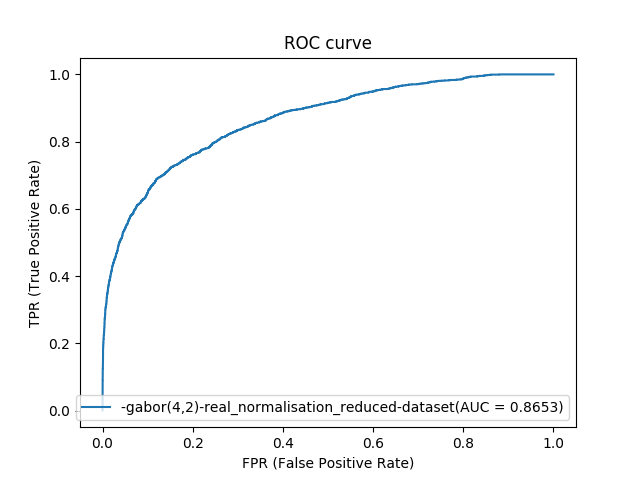 ROC curve
TPR (True Positive Rate)
1.0
0.8
0.6
0.4
0.2
0.0
-gabor(4,2)-real_normalisation_reduced-dataset(AUC = 0.8653)
0.0 0.2 0.4 0.6 0.8 1.0
FPR (False Positive Rate)